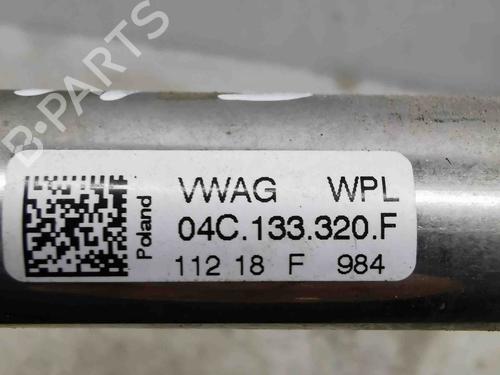 B-PARTS
VWAG WPL
04C.133.320.F
112 18 F 984
Poland